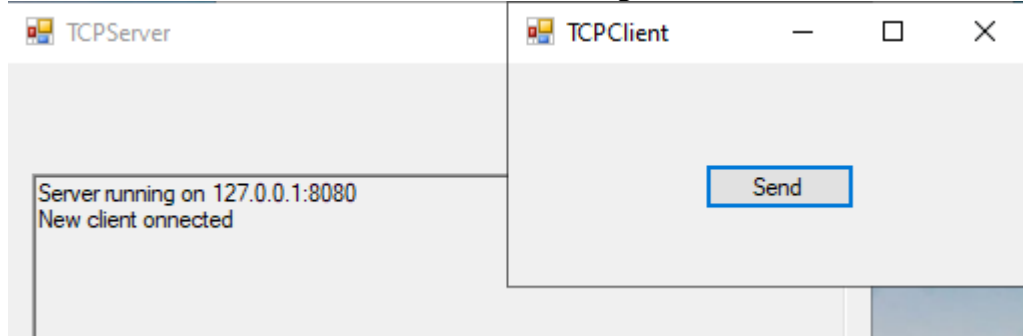 TCPServer
TCPClient
Send
Server running on 127.0.0.1:8080
New client onnected